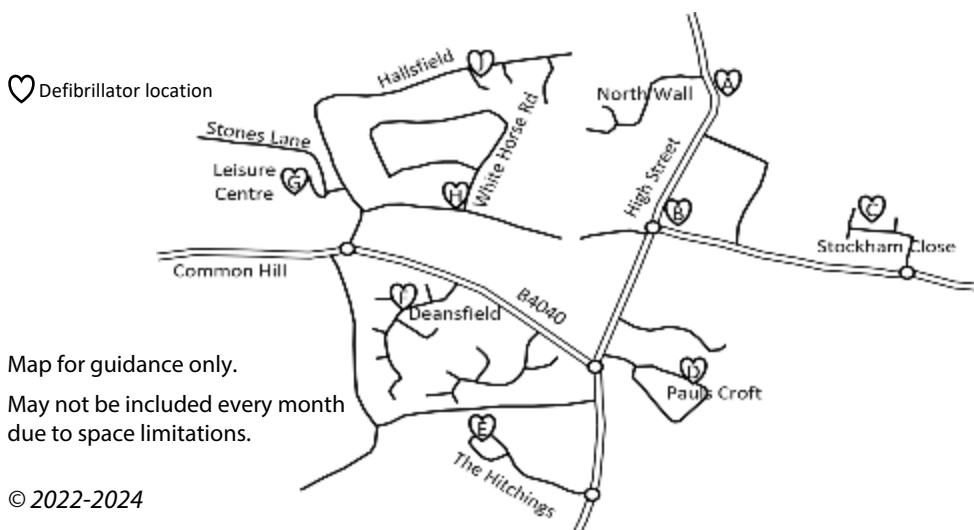 Hallsfield
Defibrillator location
North Wall
A
White Horse Rd
Stones Lane
Leisure
Centre
G
H
High Street
B
C
Stockham Close
Common Hill
B4040
Deansfield
Map for guidance only.
D
Pauls Croft
May not be included every month
due to space limitations.
E
The Hitchings
© 2022-2024